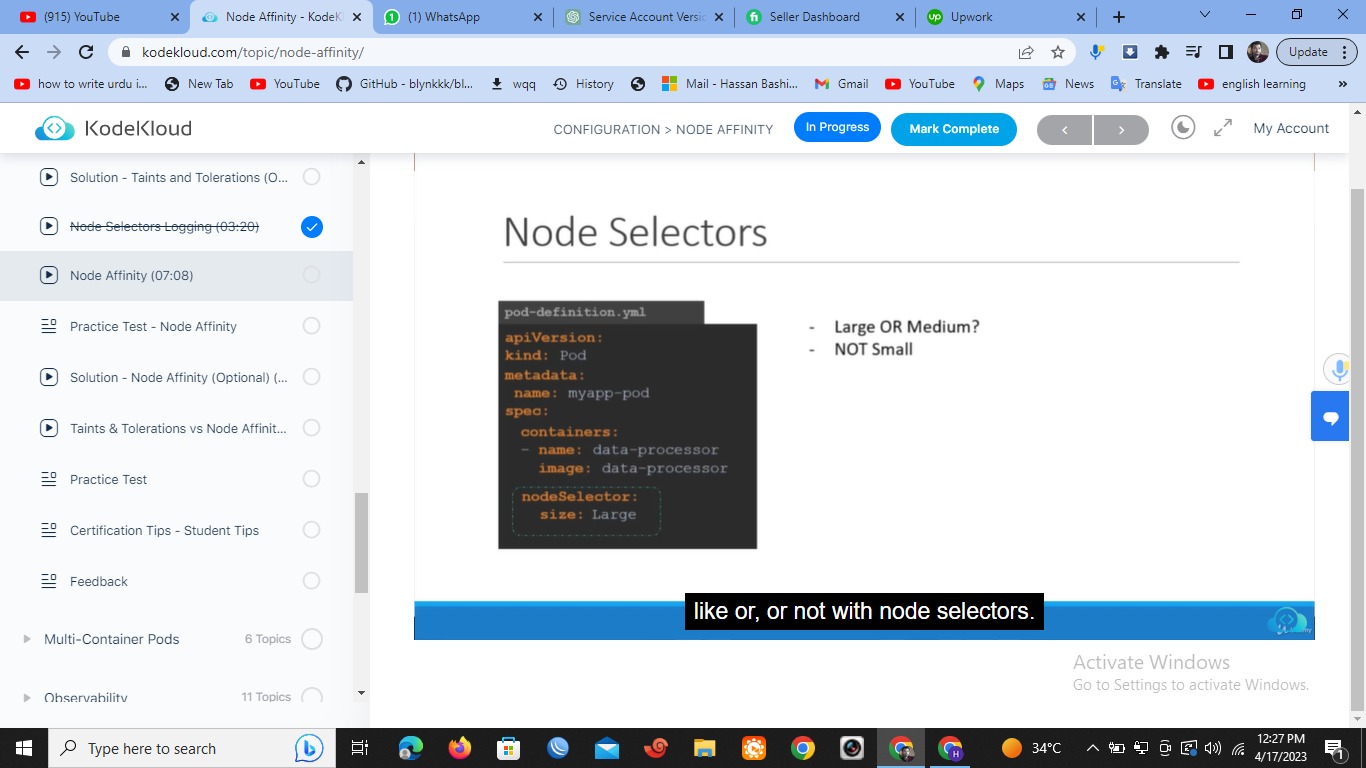 (915) YouTube
Node Affinity - KodeKl
(1) WhatsApp
Service Account Versio
Seller Dashboard
Upwork
kodekloud.com/topic/node-affinity/
Update
how to write urdu i...
New Tab
YouTube
GitHub - blynkkk/bl...
wqq
History
Mail - Hassan Bashi...
Gmail
YouTube
Maps
News
Translate
english learning
»
KodeKloud
CONFIGURATION > NODE AFFINITY
In Progress
Mark Complete
<
>
My Account
Solution - Taints and Tolerations (O...
Node Selectors Logging (03:20)
Node Affinity (07:08)
Practice Test - Node Affinity
Solution - Node Affinity (Optional) (...
Taints & Tolerations vs Node Affinit...
Practice Test
Certification Tips - Student Tips
Feedback
Multi-Container Pods
6 Topics
Observability
11 Topics
Node Selectors
pod-definition.yml
apiVersion:
kind: Pod
metadata:
name: myapp-pod
spec:
containers:
- name: data-processor
image: data-processor
nodeSelector:
size: Large
- Large OR Medium?
- NOT Small
like or, or not with node selectors.
Activate Windows
Go to Settings to activate Windows.
Type here to search
34°C
12:27 PM
4/17/2023
1